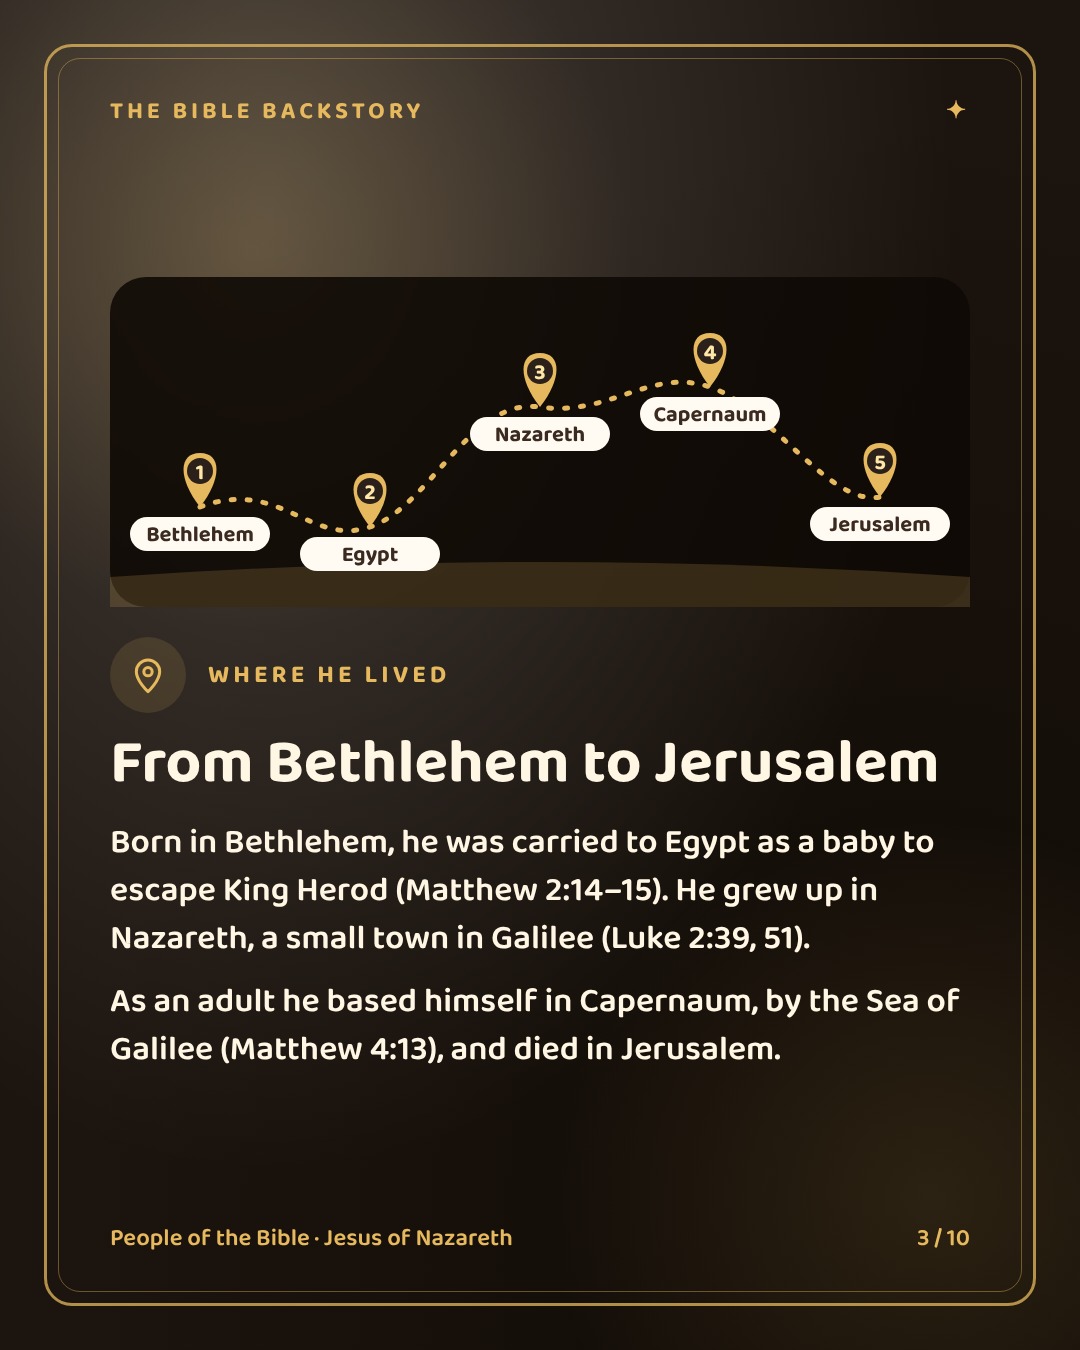 THE BIBLE BACKSTORY ✦
4
3
Capernaum
Nazareth
1
5
2
Bethlehem
Jerusalem
Egypt
WHERE HE LIVED
From Bethlehem to Jerusalem
Born in Bethlehem, he was carried to Egypt as a baby to
escape King Herod (Matthew 2:14–15). He grew up in
Nazareth, a small town in Galilee (Luke 2:39, 51).
As an adult he based himself in Capernaum, by the Sea of
Galilee (Matthew 4:13), and died in Jerusalem.
People of the Bible · Jesus of Nazareth
3 / 10